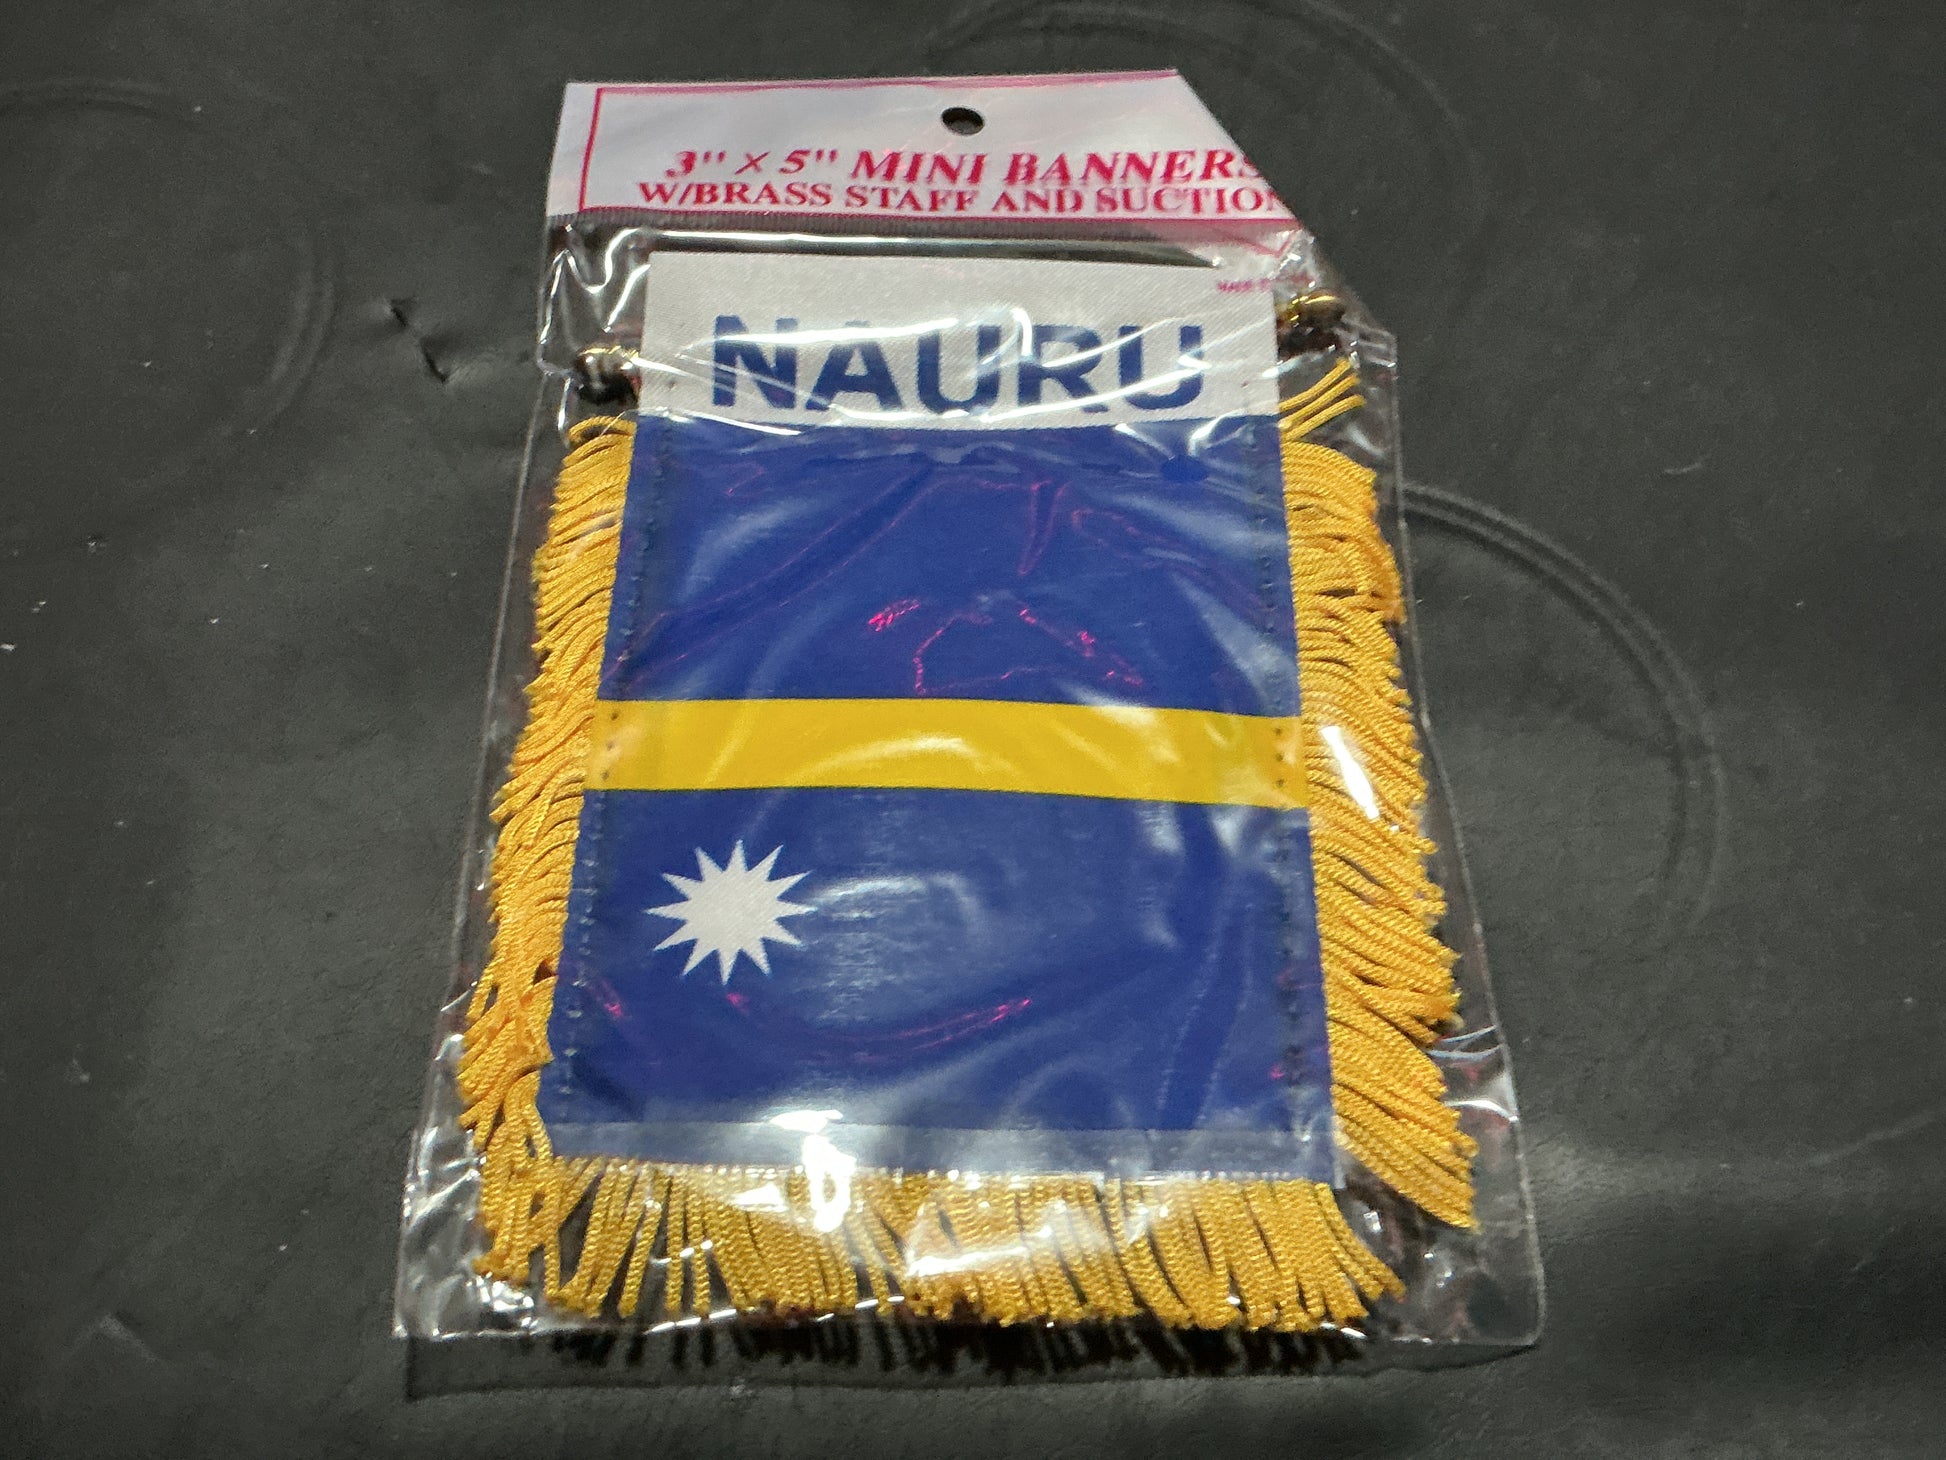 3" X 5" MINI BANNERS
W/BRASS STAFF AND SUCTION
NAURU